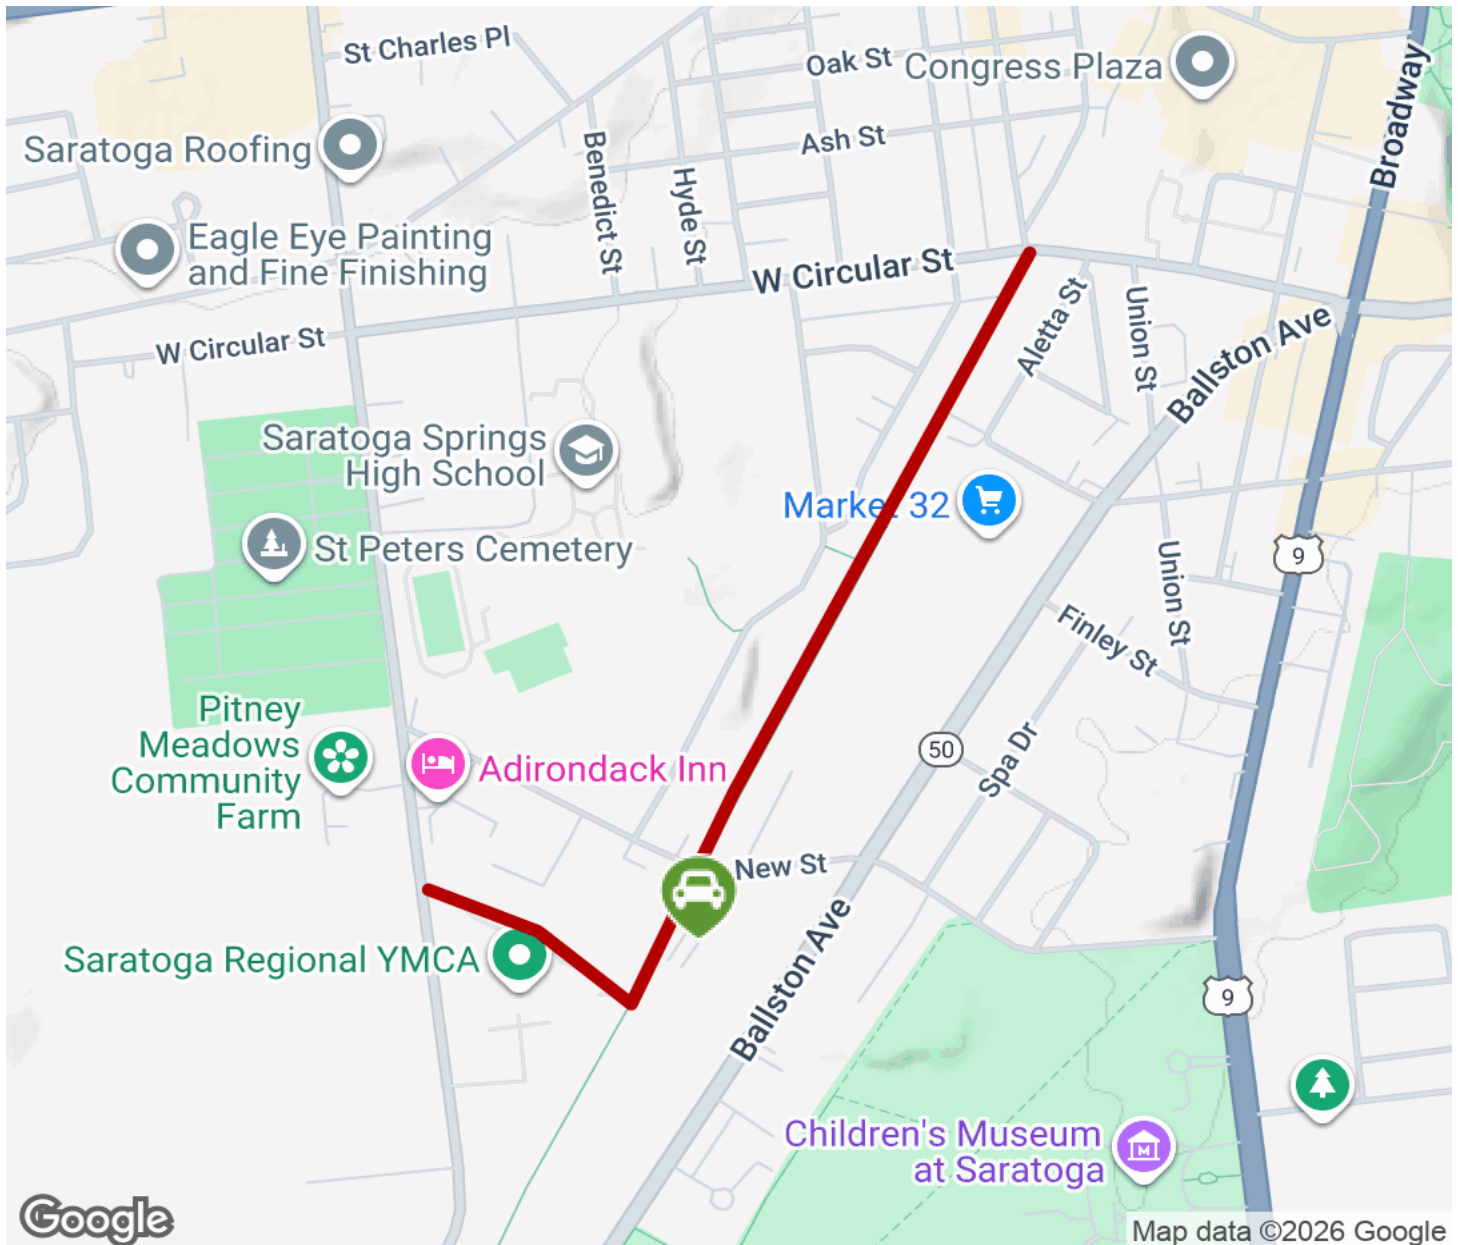 St Charles Pl
Oak St
Congress Plaza
Broadway
Saratoga Roofing
Ash St
Benedict St
Hyde St
Eagle Eye Painting
and Fine Finishing
W Circular St
W Circular St
Aletta St
Union St
Ballston Ave
Saratoga Springs
High School
Market 32
St Peters Cemetery
9
Union St
Finley St
Pitney
Meadows
Community
Farm
Adirondack Inn
50
Spa Dr
New St
Saratoga Regional YMCA
Ballston Ave
9
Children's Museum
at Saratoga
M
Google
Map data ©2026 Google